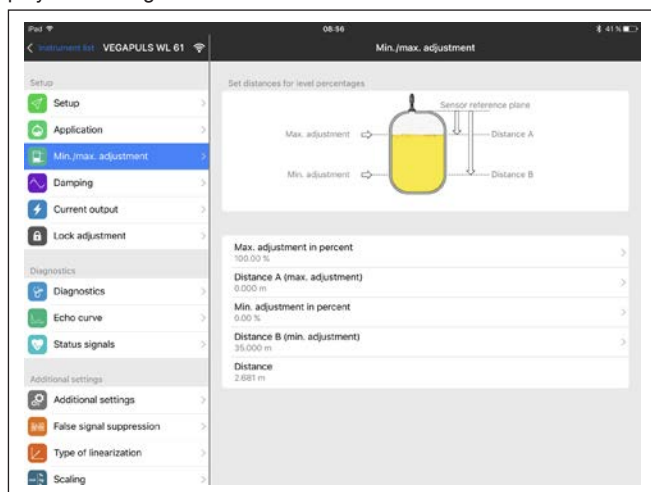 iPad
08:56
41 %
Instrument list
VEGAPULS WL 61
Min./max. adjustment
Setup
Setup
Application
Min./max. adjustment
Damping
Current output
Lock adjustment
Diagnostics
Diagnostics
Echo curve
Status signals
Additional settings
Additional settings
False signal suppression
Type of linearization
Scaling
Set distances for level percentages
Sensor reference plane
Max. adjustment
Distance A
Min. adjustment
Distance B
Max. adjustment in percent
100.00 %
Distance A (max. adjustment)
0.000 m
Min. adjustment in percent
0.00 %
Distance B (min. adjustment)
35.000 m
Distance
2.681 m